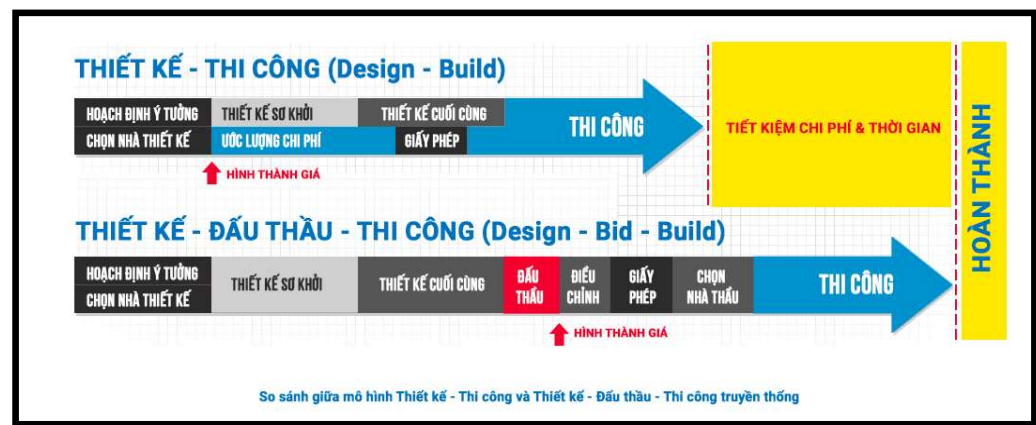 THIẾT KẾ - THI CÔNG (Design - Build)
HOẠCH ĐỊNH Ý TƯỞNG
THIẾT KẾ SƠ KHỞI
THIẾT KẾ CUỐI CÙNG
CHỌN NHÀ THIẾT KẾ
ƯỚC LƯỢNG CHI PHÍ
GIẤY PHÉP
THI CÔNG
HÌNH THÀNH GIÁ
TIẾT KIỆM CHI PHÍ & THỜI GIAN
HOÀN THÀNH
THIẾT KẾ - ĐẤU THẦU - THI CÔNG (Design - Bid - Build)
HOẠCH ĐỊNH Ý TƯỞNG
CHỌN NHÀ THIẾT KẾ
THIẾT KẾ SƠ KHỞI
THIẾT KẾ CUỐI CÙNG
ĐẤU
THẦU
ĐIỀU
CHỈNH
GIẤY
PHÉP
CHỌN
NHÀ THẦU
THI CÔNG
HÌNH THÀNH GIÁ
So sánh giữa mô hình Thiết kế - Thi công và Thiết kế - Đấu thầu - Thi công truyền thống